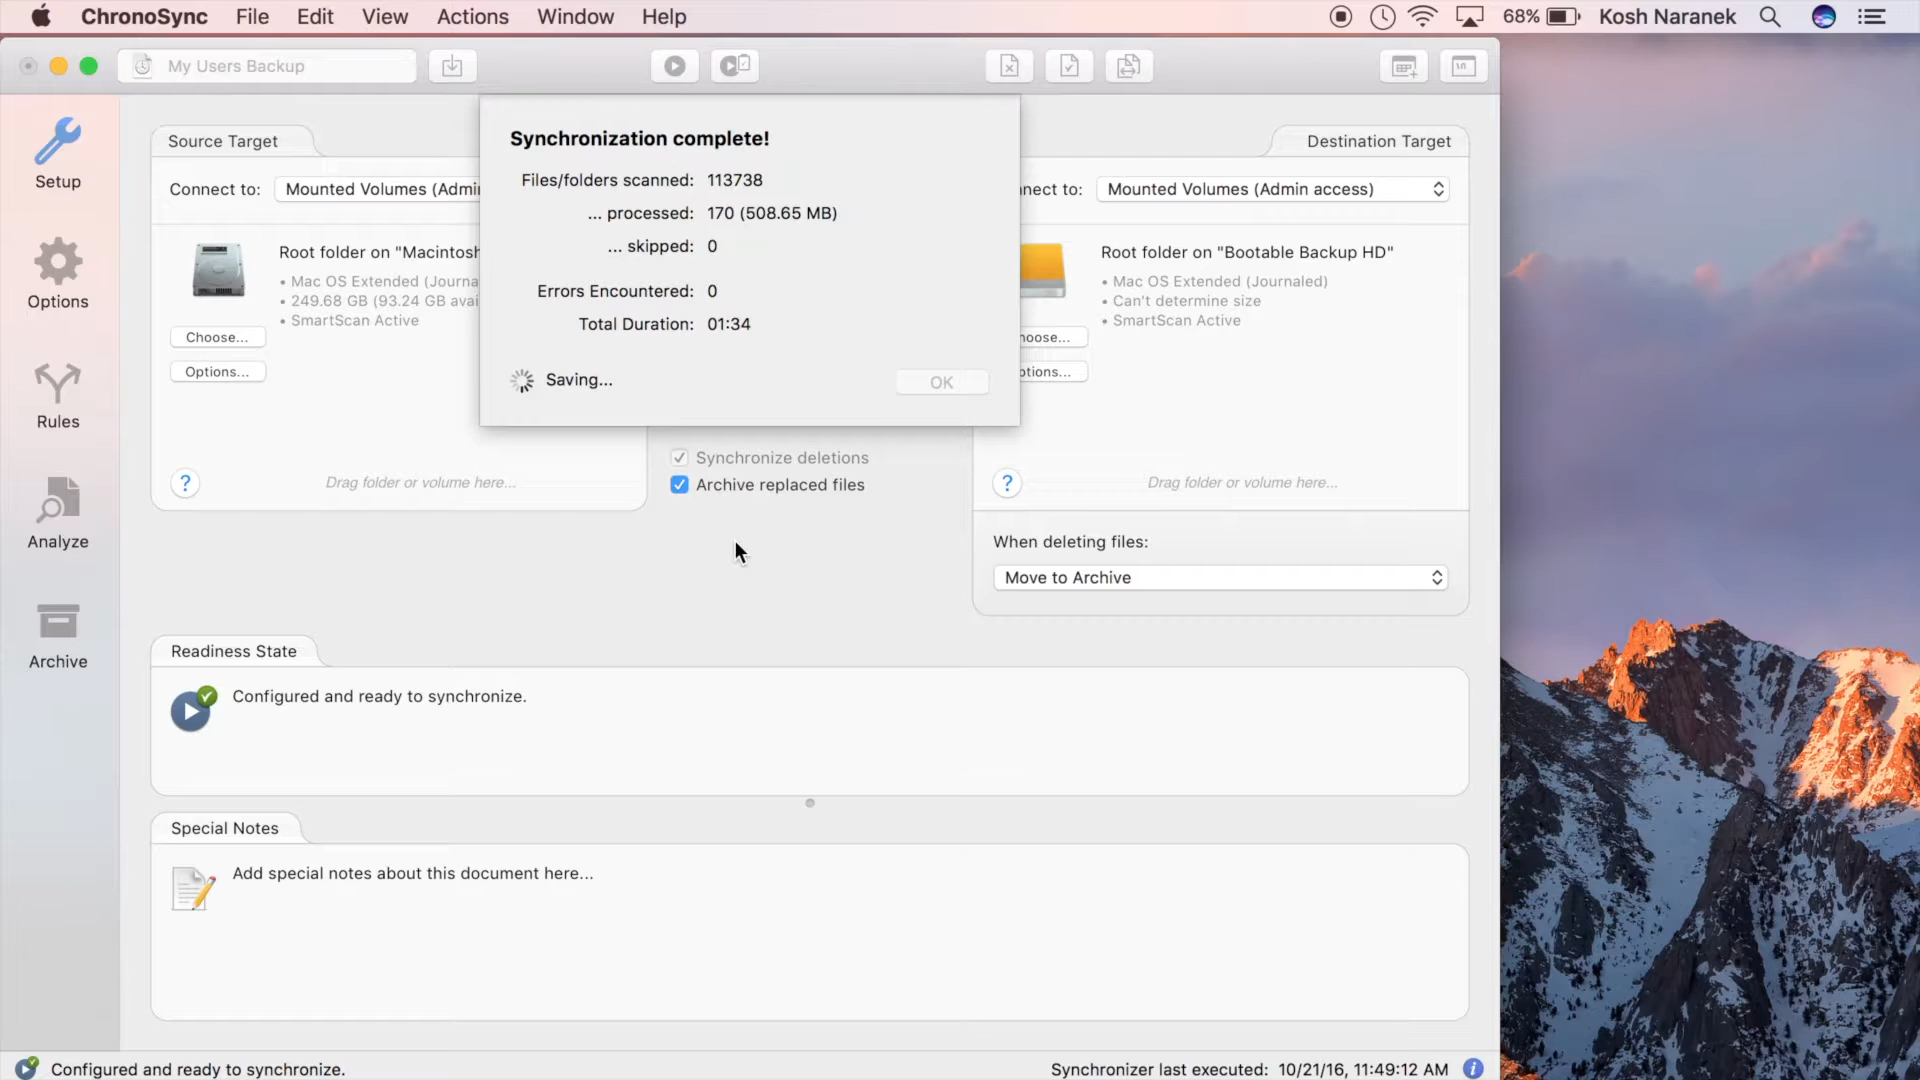 ChronoSync File Edit View Actions Window Help 68% Kosh Naranek
My Users Backup
Setup
Options
Rules
Analyze
Archive
Source Target
Connect to: Mounted Volumes (Admi
Root folder on "Macintosh
• Mac OS Extended (Journa
• 249.68 GB (93.24 GB avai
• SmartScan Active
Choose...
Options...
? Drag folder or volume here...
Synchronization complete!
Files/folders scanned: 113738
... processed: 170 (508.65 MB)
... skipped: 0
Errors Encountered: 0
Total Duration: 01:34
Saving...
OK
Synchronize deletions
Archive replaced files
Destination Target
nnect to: Mounted Volumes (Admin access)
Root folder on "Bootable Backup HD"
• Mac OS Extended (Journaled)
• Can't determine size
• SmartScan Active
hoose...
ptions...
? Drag folder or volume here...
When deleting files:
Move to Archive
Readiness State
Configured and ready to synchronize.
Special Notes
Add special notes about this document here...
Configured and ready to synchronize.
Synchronizer last executed: 10/21/16, 11:49:12 AM